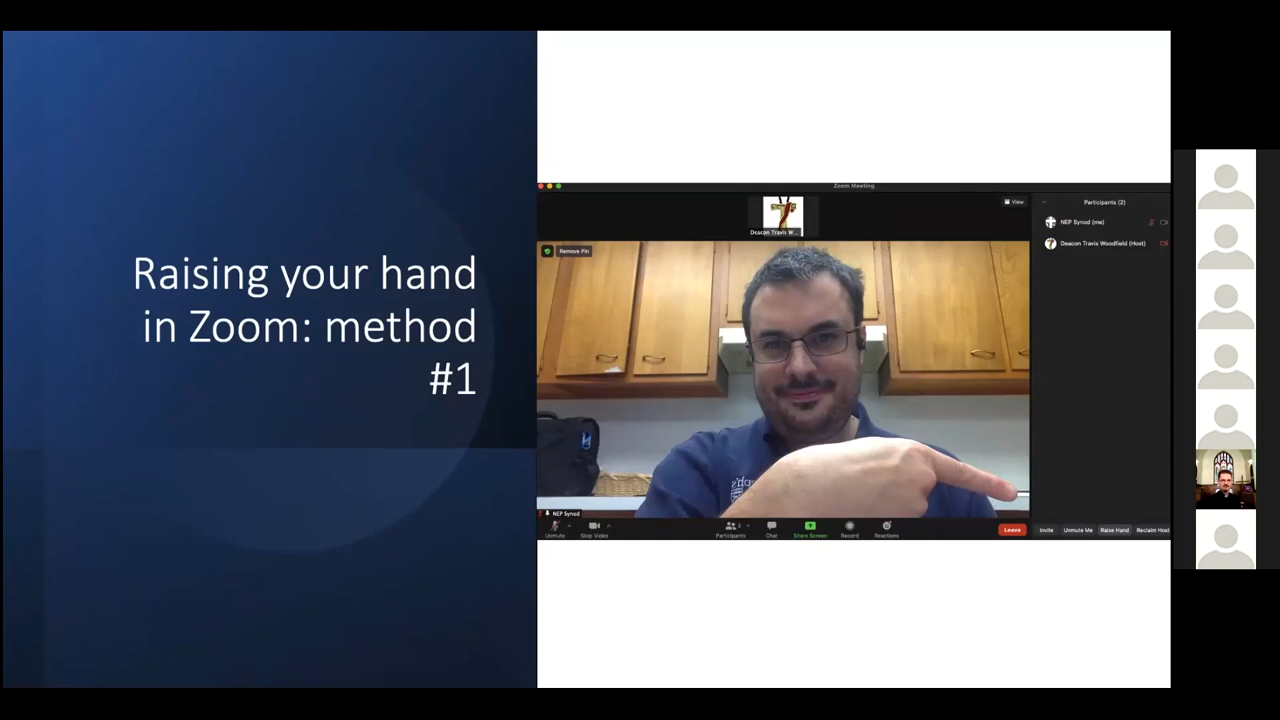 Raising your hand
in Zoom: method
#1
Zoom Meeting
View
Deacon Travis W...
Remove Pin
Participants (2)
NEP Synod (me)
Deacon Travis Woodfield (Host)
NEP Synod
Unmute
Stop Video
Participants
2
Chat
Share Screen
Record
Reactions
Leave
Invite
Unmute Me
Raise Hand
Reclaim Host